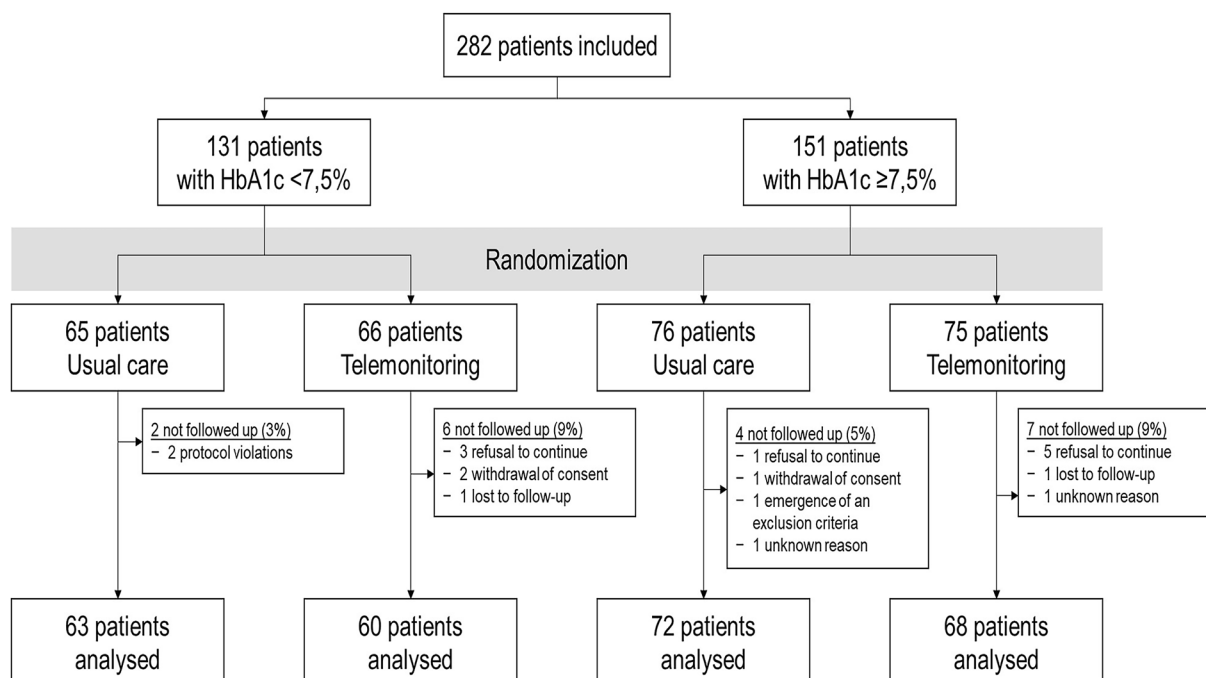 282 patients included
131 patients
with HbA1c <7,5%
151 patients
with HbA1c ≥7,5%
Randomization
65 patients
Usual care
66 patients
Telemonitoring
76 patients
Usual care
75 patients
Telemonitoring
2 not followed up (3%)
− 2 protocol violations
6 not followed up (9%)
− 3 refusal to continue
− 2 withdrawal of consent
− 1 lost to follow-up
4 not followed up (5%)
− 1 refusal to continue
− 1 withdrawal of consent
− 1 emergence of an
exclusion criteria
− 1 unknown reason
7 not followed up (9%)
− 5 refusal to continue
− 1 lost to follow-up
− 1 unknown reason
63 patients
analysed
60 patients
analysed
72 patients
analysed
68 patients
analysed